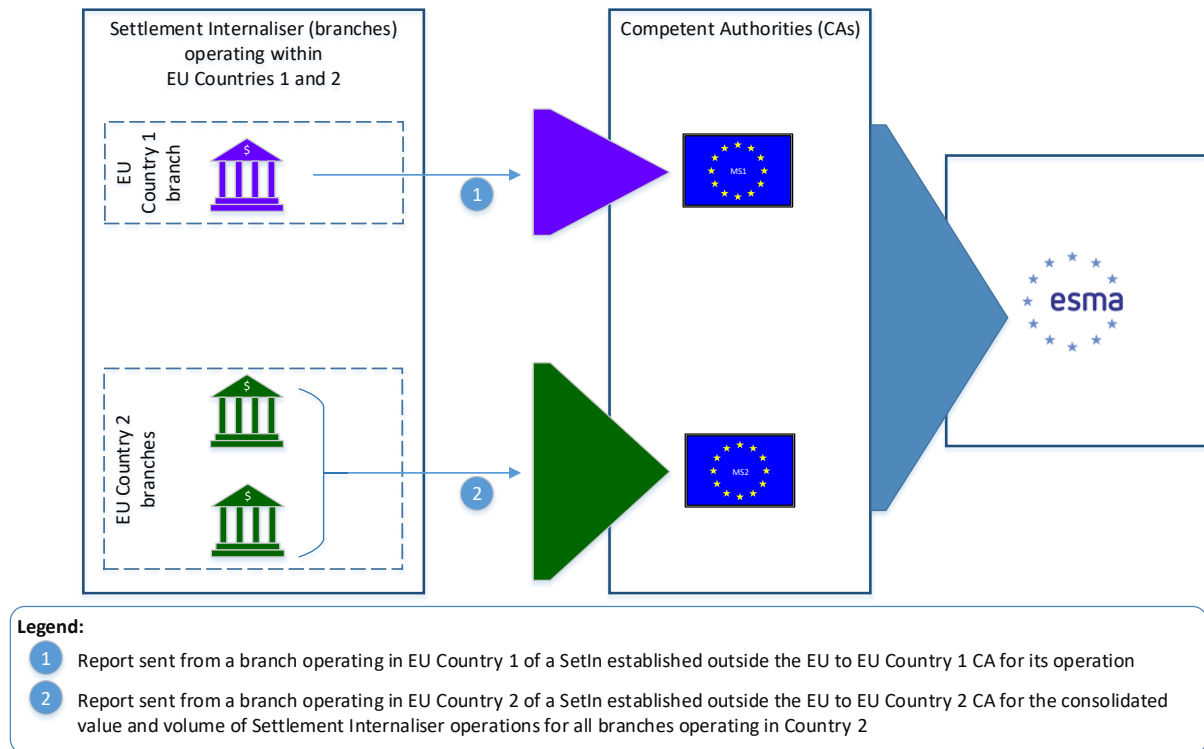 Settlement Internaliser (branches)
operating within
EU Countries 1 and 2
Competent Authorities (CAs)
EU
Country 1
branch
$
1
MS1
esma
EU Country 2
branches
$
$
2
MS2
Legend:
1 Report sent from a branch operating in EU Country 1 of a SetIn established outside the EU to EU Country 1 CA for its operation
2 Report sent from a branch operating in EU Country 2 of a SetIn established outside the EU to EU Country 2 CA for the consolidated
value and volume of Settlement Internaliser operations for all branches operating in Country 2